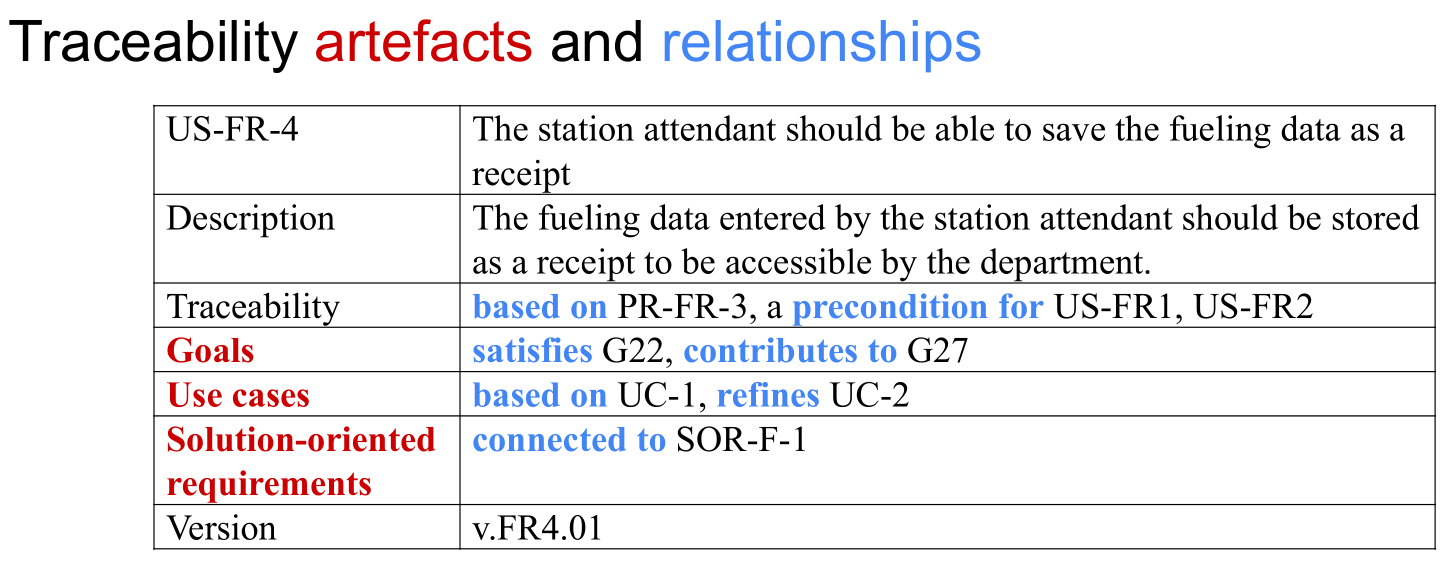 Traceability artefacts and relationships
US-FR-4
The station attendant should be able to save the fueling data as a
receipt
Description
The fueling data entered by the station attendant should be stored
as a receipt to be accessible by the department.
Traceability
based on PR-FR-3, a precondition for US-FR1, US-FR2
Goals
satisfies G22, contributes to G27
Use cases
based on UC-1, refines UC-2
Solution-oriented
requirements
connected to SOR-F-1
Version
v.FR4.01